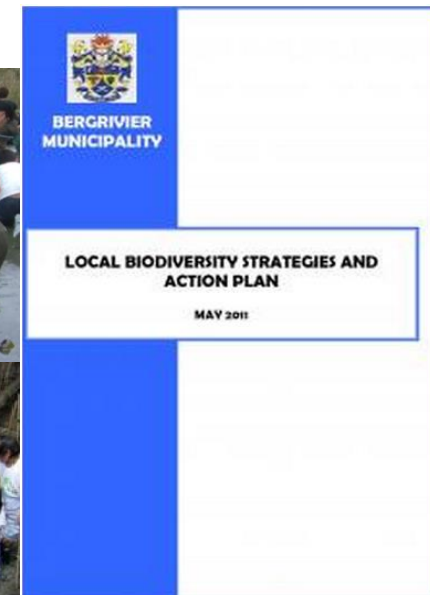 BERGRIVIER
MUNICIPALITY
LOCAL BIODIVERSITY STRATEGIES AND
ACTION PLAN
MAY 2011